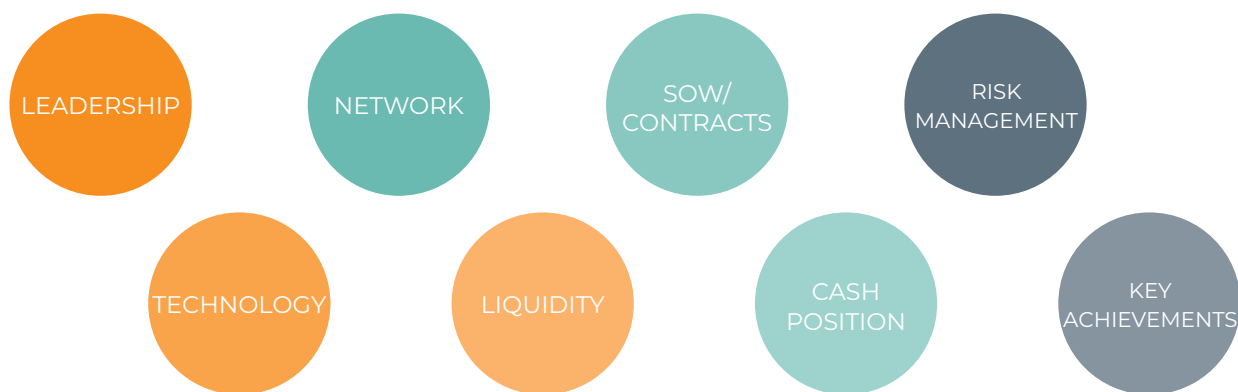 LEADERSHIP
NETWORK
SOW/
CONTRACTS
RISK
MANAGEMENT
TECHNOLOGY
LIQUIDITY
CASH
POSITION
KEY
ACHIEVEMENTS